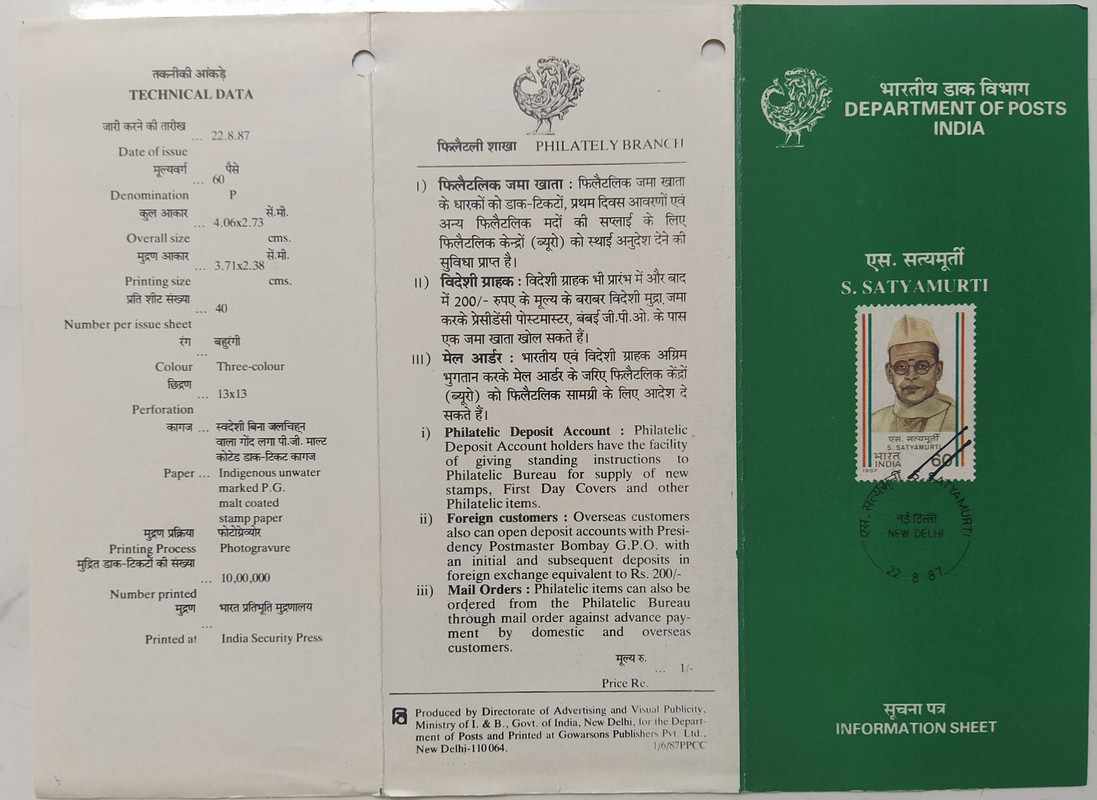 तकनीकी आंकड़े
TECHNICAL DATA
जारी करने की तारीख
... 22.8.87
Date of issue
मूल्यवर्ग पैसे
... 60
Denomination P
कुल आकार सें.मी.
... 4.06x2.73
Overall size cms.
मुद्रण आकार सें.मी.
... 3.71x2.38
Printing size cms.
प्रति शीट संख्या
... 40
Number per issue sheet
रंग बहुरंगी
...
Colour Three-colour
छिद्रण
... 13x13
Perforation
कागज ... स्वदेशी बिना जलचिह्न
वाला गोंद लगा पी.जी. माल्ट
कोटेड डाक-टिकट कागज
Paper ... Indigenous unwater
marked P.G.
malt coated
stamp paper
मुद्रण प्रक्रिया फोटोग्रेव्योर
Printing Process Photogravure
मुद्रित डाक-टिकटों की संख्या
... 10,00,000
Number printed
मुद्रण भारत प्रतिभूति मुद्रणालय
...
Printed at India Security Press
फिलैटली शाखा PHILATELY BRANCH
I) फिलैटलिक जमा खाता : फिलैटलिक जमा खाता
के धारकों को डाक-टिकटों, प्रथम दिवस आवरणों एवं
अन्य फिलैटलिक मदों की सप्लाई के लिए
फिलैटलिक केन्द्रों (ब्यूरो) को स्थाई अनुदेश देने की
सुविधा प्राप्त है।
II) विदेशी ग्राहक : विदेशी ग्राहक भी प्रारंभ में और बाद
में 200/- रुपए के मूल्य के बराबर विदेशी मुद्रा जमा
करके प्रेसीडेंसी पोस्टमास्टर, बंबई जी.पी.ओ. के पास
एक जमा खाता खोल सकते हैं।
III) मेल आर्डर : भारतीय एवं विदेशी ग्राहक अग्रिम
भुगतान करके मेल आर्डर के जरिए फिलैटलिक केंद्रों
(ब्यूरो) को फिलैटलिक सामग्री के लिए आदेश दे
सकते हैं।
i) Philatelic Deposit Account : Philatelic
Deposit Account holders have the facility
of giving standing instructions to
Philatelic Bureau for supply of new
stamps, First Day Covers and other
Philatelic items.
ii) Foreign customers : Overseas customers
also can open deposit accounts with Presi-
dency Postmaster Bombay G.P.O. with
an initial and subsequent deposits in
foreign exchange equivalent to Rs. 200/-
iii) Mail Orders : Philatelic items can also be
ordered from the Philatelic Bureau
through mail order against advance pay-
ment by domestic and overseas
customers.
मूल्य रु.
... 1/-
Price Re.
Produced by Directorate of Advertising and Visual Publicity,
Ministry of I. & B., Govt. of India, New Delhi, for the Depart-
ment of Posts and Printed at Gowarsons Publishers Pvt. Ltd.,
New Delhi-110 064. 1/6/87PPCC
भारतीय डाक विभाग
DEPARTMENT OF POSTS
INDIA
एस. सत्यमूर्ती
S. SATYAMURTI
एस. सत्यमूर्ती
S. SATYAMURTI
भारत
INDIA 60
1987
एस. सत्यमूर्ती S. SATYAMURTI
नई दिल्ली
NEW DELHI
22-8-87
सूचना पत्र
INFORMATION SHEET